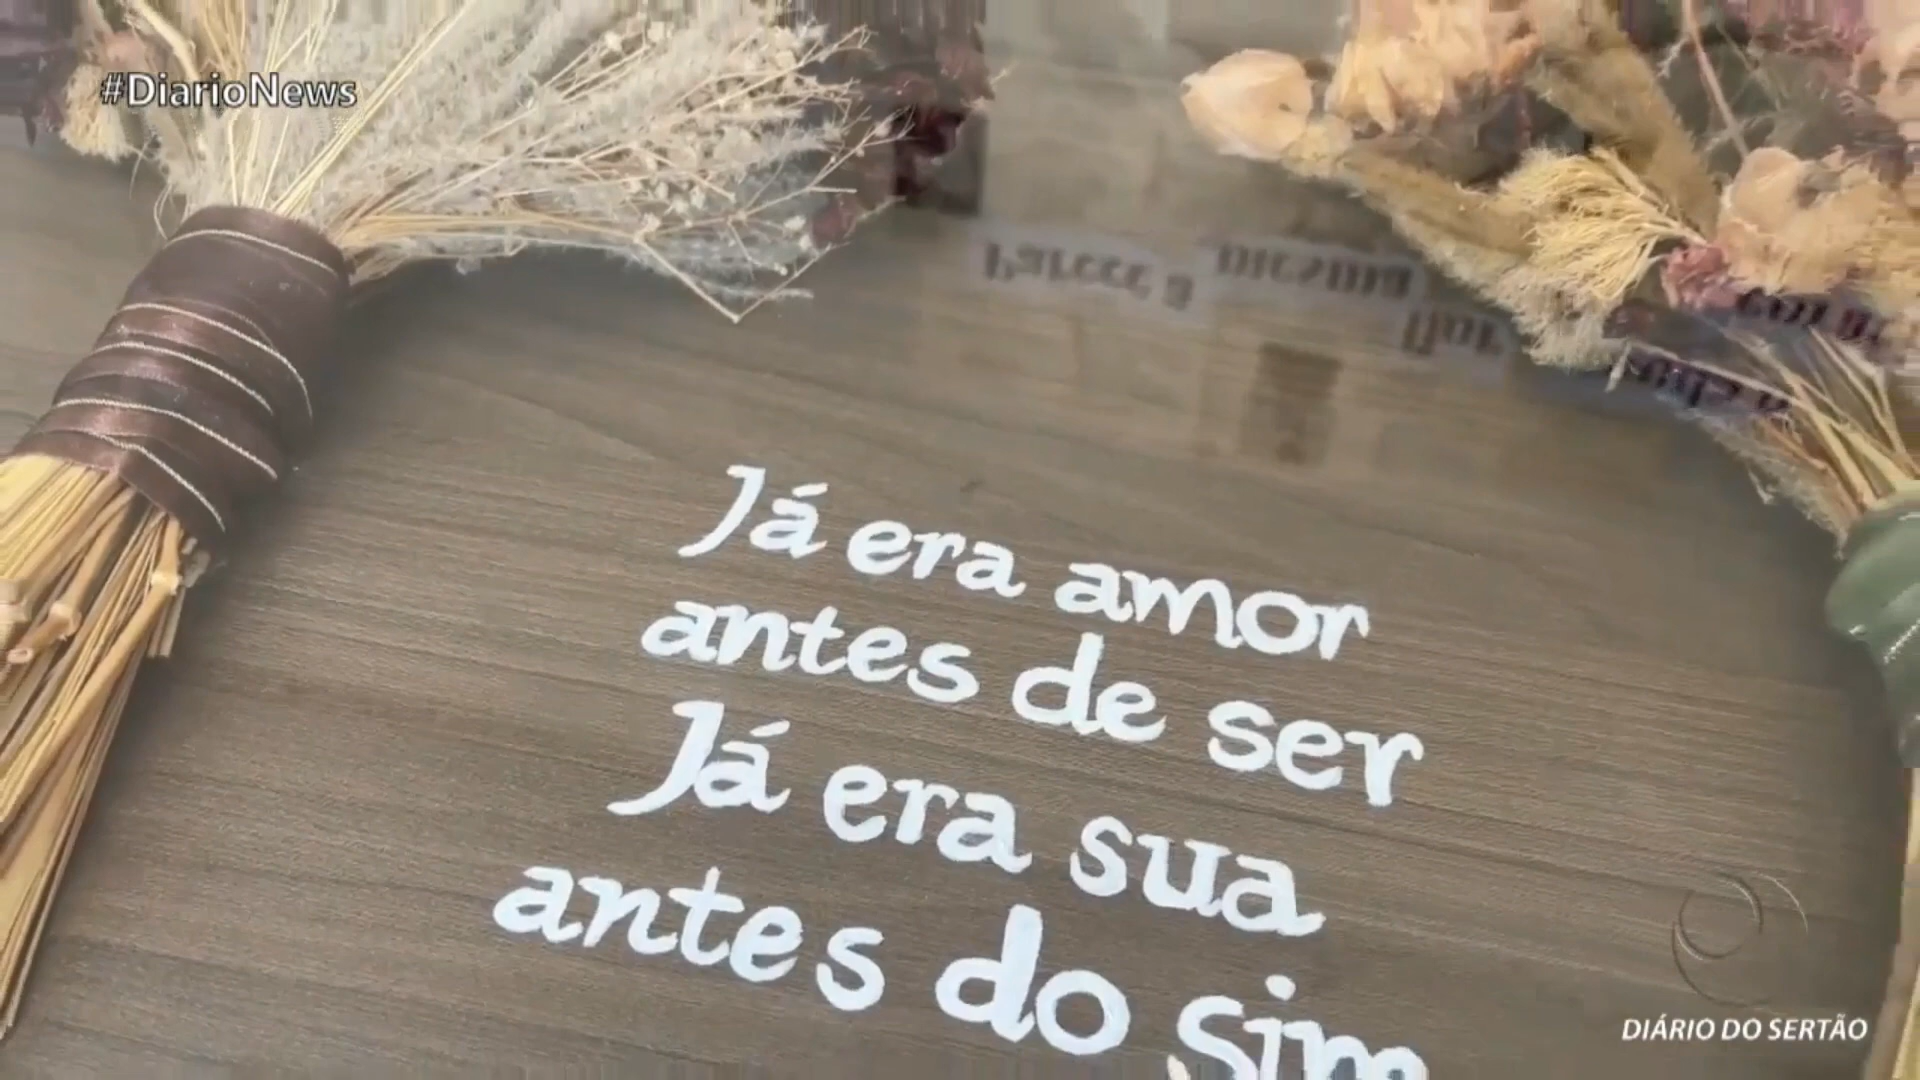 #DiarioNews
Já era amor
antes de ser
Já era sua
antes do sim
DIÁRIO DO SERTÃO